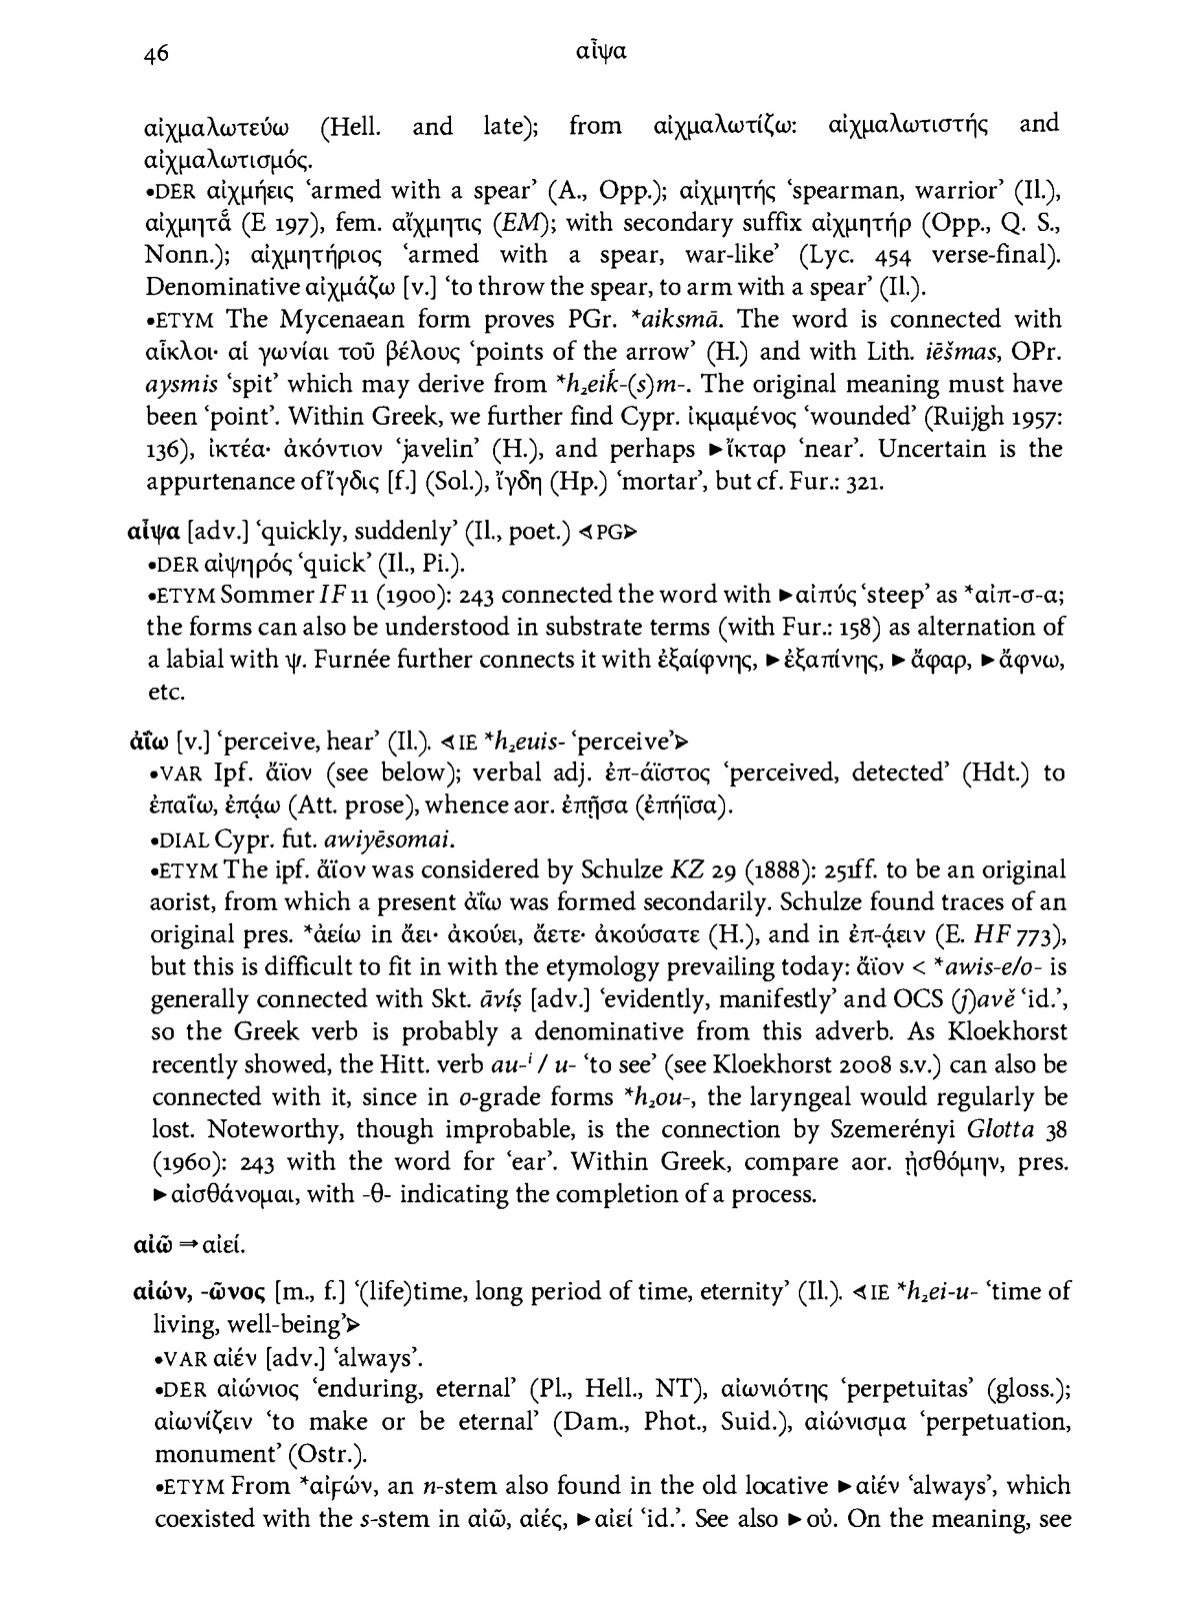 46
αἶψα
αἰχμαλωτεύω (Hell. and late); from αἰχμαλωτίζω: αἰχμαλωτιστής and
αἰχμαλωτισμός.
•DER αἰχμήεις ‘armed with a spear’ (A., Opp.); αἰχμητής ‘spearman, warrior’ (Il.),
αἰχμητᾰ́ (E 197), fem. αἴχμητις (EM); with secondary suffix αἰχμητήρ (Opp., Q. S.,
Nonn.); αἰχμητήριος ‘armed with a spear, war-like’ (Lyc. 454 verse-final).
Denominative αἰχμάζω [v.] ‘to throw the spear, to arm with a spear’ (Il.).
•ETYM The Mycenaean form proves PGr. *aiksmā. The word is connected with
αἶκλοι· αἱ γωνίαι τοῦ βέλους ‘points of the arrow’ (H.) and with Lith. iēšmas, OPr.
aysmis ‘spit’ which may derive from *h₂eiḱ-(s)m-. The original meaning must have
been ‘point’. Within Greek, we further find Cypr. ἰκμαμένος ‘wounded’ (Ruijgh 1957:
136), ἰκτέα· ἀκόντιον ‘javelin’ (H.), and perhaps ►ἴκταρ ‘near’. Uncertain is the
appurtenance of ἴγδις [f.] (Sol.), ἴγδη (Hp.) ‘mortar’, but cf. Fur.: 321.
αἶψα [adv.] ‘quickly, suddenly’ (Il., poet.) ⋖PG⋗
•DER αἰψηρός ‘quick’ (Il., Pi.).
•ETYM Sommer IF 11 (1900): 243 connected the word with ►αἰπύς ‘steep’ as *αἰπ-σ-α;
the forms can also be understood in substrate terms (with Fur.: 158) as alternation of
a labial with ψ. Furnée further connects it with ἐξαίφνης, ►ἐξαπίνης, ►ἄφαρ, ►ἄφνω,
etc.
ἀΐω [v.] ‘perceive, hear’ (Il.). ⋖IE *h₂euis- ‘perceive’⋗
•VAR Ipf. ἄϊον (see below); verbal adj. ἐπ-άϊστος ‘perceived, detected’ (Hdt.) to
ἐπαΐω, ἐπᾴω (Att. prose), whence aor. ἐπῇσα (ἐπήϊσα).
•DIAL Cypr. fut. awiyēsomai.
•ETYM The ipf. ἄϊον was considered by Schulze KZ 29 (1888): 251ff. to be an original
aorist, from which a present ἀΐω was formed secondarily. Schulze found traces of an
original pres. *ἀείω in ἄει· ἀκούει, ἄετε· ἀκούσατε (H.), and in ἐπ-ᾴειν (E. HF 773),
but this is difficult to fit in with the etymology prevailing today: ἄϊον < *awis-e/o- is
generally connected with Skt. āvíṣ [adv.] ‘evidently, manifestly’ and OCS (j)avě ‘id.’,
so the Greek verb is probably a denominative from this adverb. As Kloekhorst
recently showed, the Hitt. verb au-ⁱ / u- ‘to see’ (see Kloekhorst 2008 s.v.) can also be
connected with it, since in o-grade forms *h₂ou-, the laryngeal would regularly be
lost. Noteworthy, though improbable, is the connection by Szemerényi Glotta 38
(1960): 243 with the word for ‘ear’. Within Greek, compare aor. ᾐσθόμην, pres.
►αἰσθάνομαι, with -θ- indicating the completion of a process.
αἰῶ ⇒αἰεί.
αἰών, -ῶνος [m., f.] ‘(life)time, long period of time, eternity’ (Il.). ⋖IE *h₂ei-u- ‘time of
living, well-being’⋗
•VAR αἰέν [adv.] ‘always’.
•DER αἰώνιος ‘enduring, eternal’ (Pl., Hell., NT), αἰωνιότης ‘perpetuitas’ (gloss.);
αἰωνίζειν ‘to make or be eternal’ (Dam., Phot., Suid.), αἰώνισμα ‘perpetuation,
monument’ (Ostr.).
•ETYM From *αἰϝών, an n-stem also found in the old locative ►αἰέν ‘always’, which
coexisted with the s-stem in αἰῶ, αἰές, ►αἰεί ‘id.’. See also ►οὐ. On the meaning, see